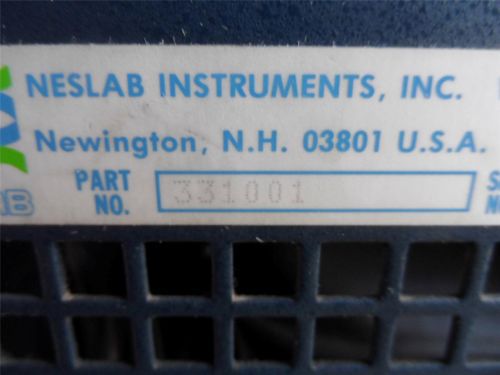 NESLAB INSTRUMENTS, INC.
Newington, N.H. 03801 U.S.A.
PART
NO. 331001